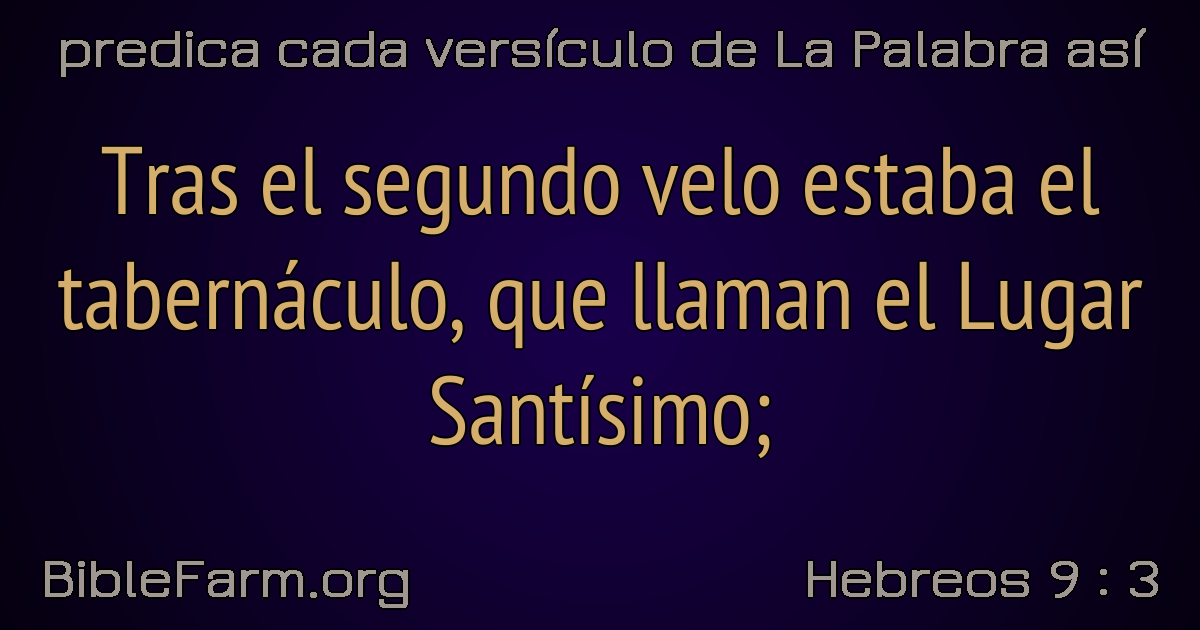 predica cada versículo de La Palabra así
Tras el segundo velo estaba el
tabernáculo, que llaman el Lugar
Santísimo;
BibleFarm.org
Hebreos 9 : 3